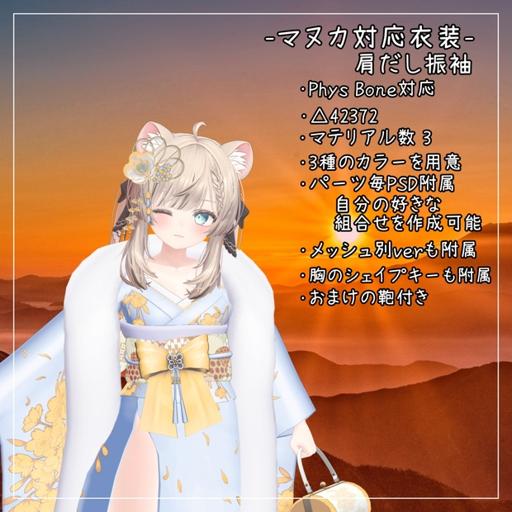 -マヌカ対応衣装-
肩だし振袖
・Phys Bone対応
・△42372
・マテリアル数 3
・3種のカラーを用意
・パーツ毎PSD附属
自分の好きな
組合せを作成可能
・メッシュ別verも附属
・胸のシェイプキーも附属
・おまけの鞄付き